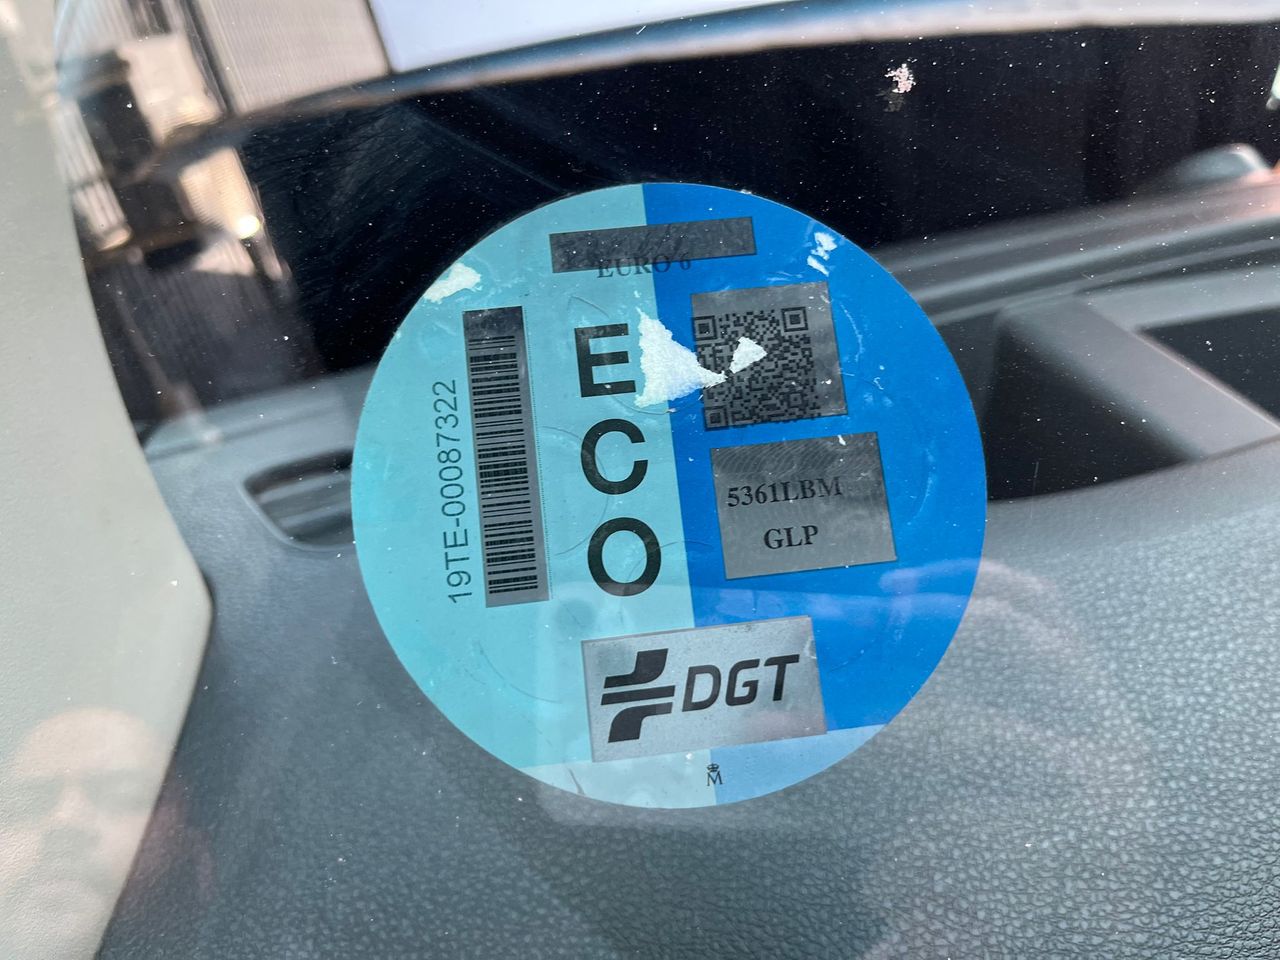 EURO 6
19TE-00087322
ECO
5361LBM
GLP
DGT
M